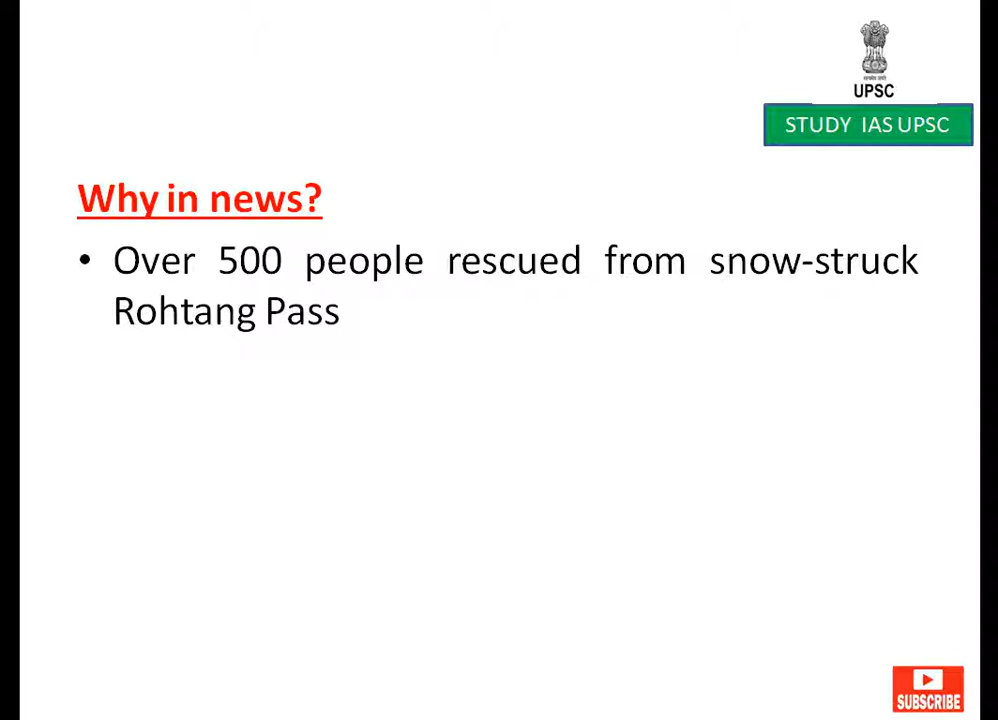 UPSC
STUDY IAS UPSC
Why in news?
• Over 500 people rescued from snow-struck
Rohtang Pass
SUBSCRIBE